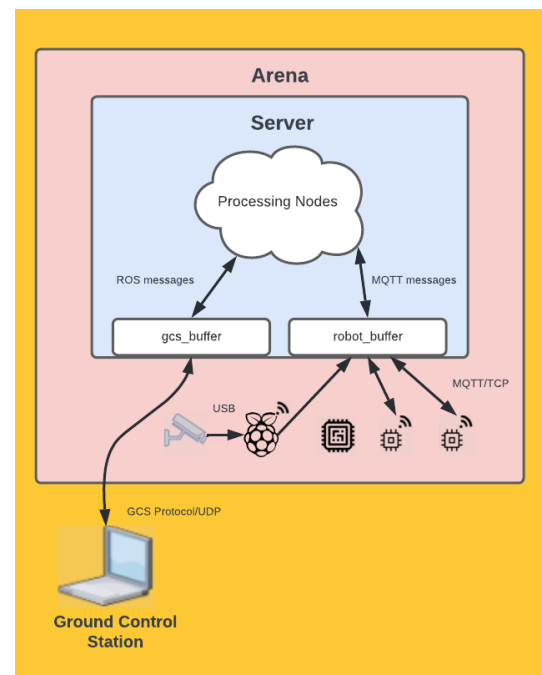 Arena
Server
Processing Nodes
ROS messages
MQTT messages
gcs_buffer
robot_buffer
MQTT/TCP
USB
GCS Protocol/UDP
Ground Control
Station